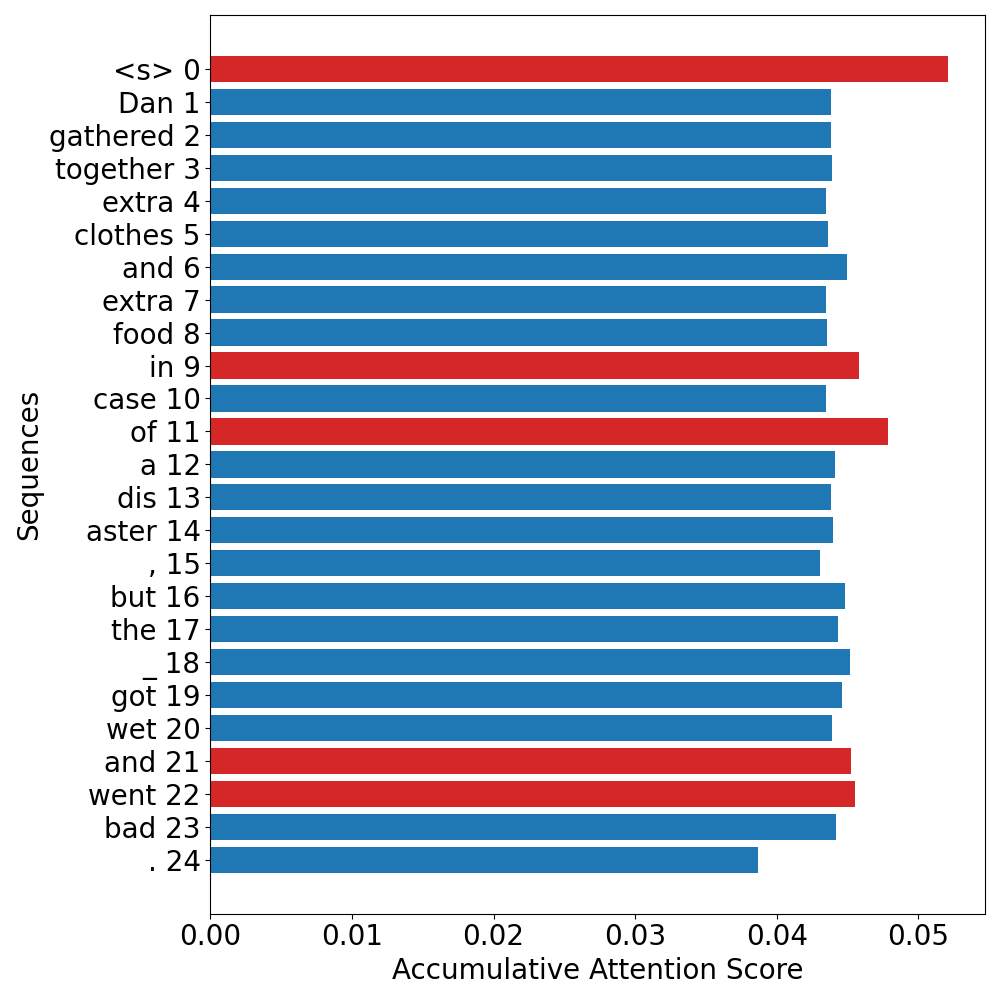 <s> 0
Dan 1
gathered 2
together 3
extra 4
clothes 5
and 6
extra 7
food 8
in 9
case 10
of 11
a 12
dis 13
aster 14
, 15
but 16
the 17
_ 18
got 19
wet 20
and 21
went 22
bad 23
. 24
Sequences
0.00 0.01 0.02 0.03 0.04 0.05
Accumulative Attention Score